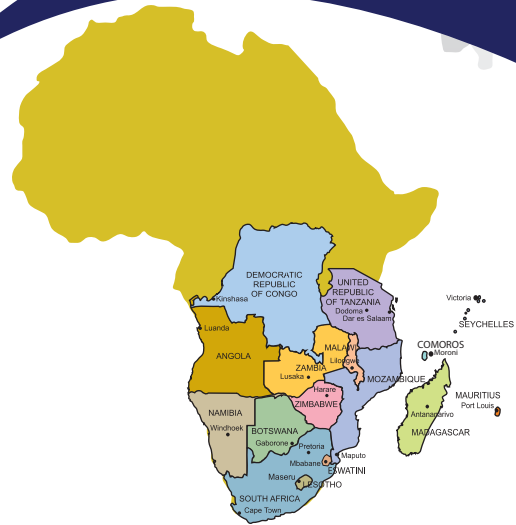 DEMOCRATIC
REPUBLIC
OF CONGO
Kinshasa
UNITED
REPUBLIC
OF TANZANIA
Dodoma
Dar es Salaam
Victoria
SEYCHELLES
Luanda
ANGOLA
MALAWI
Lilongwe
COMOROS
Moroni
ZAMBIA
Lusaka
MOZAMBIQUE
Harare
ZIMBABWE
MAURITIUS
Port Louis
NAMIBIA
Windhoek
BOTSWANA
Gaborone
Antananarivo
MADAGASCAR
Pretoria
Maputo
Mbabane
ESWATINI
Maseru
LESOTHO
SOUTH AFRICA
Cape Town